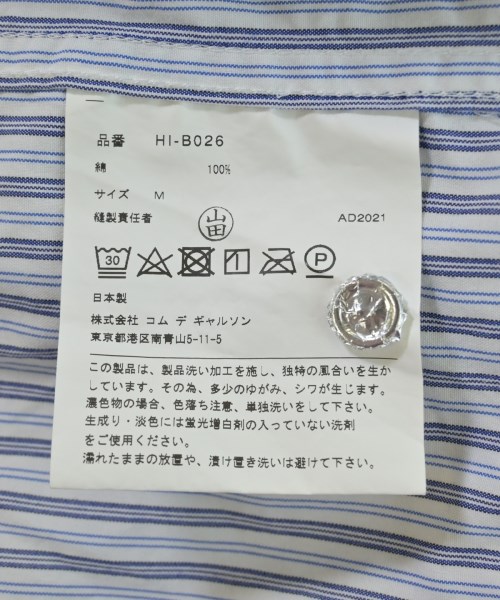 品番 HI-B026
綿 100%
サイズ M
縫製責任者 山田 AD2021
30 P
日本製
株式会社 コム デ ギャルソン
東京都港区南青山5-11-5
この製品は、製品洗い加工を施し、独特の風合いを生か
しています。その為、多少のゆがみ、シワが生じます。
濃色物の場合、色落ち注意、単独洗いをして下さい。
生成り・淡色には蛍光増白剤の入っていない洗剤
をご使用ください。
濡れたままの放置や、漬け置き洗いは避けて下さい。